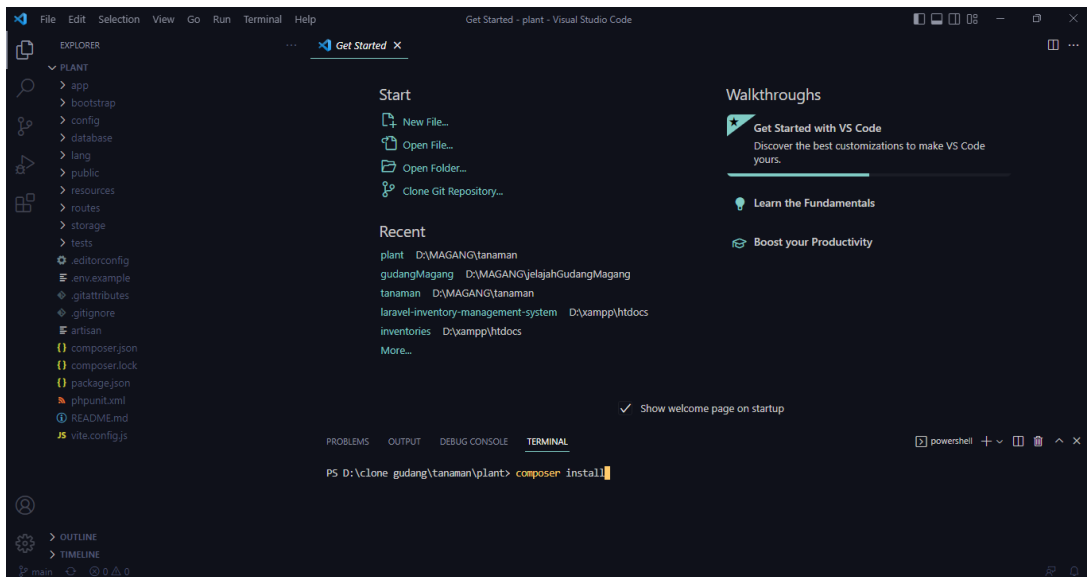 File Edit Selection View Go Run Terminal Help Get Started - plant - Visual Studio Code
EXPLORER
PLANT
app
bootstrap
config
database
lang
public
resources
routes
storage
tests
.editorconfig
.env.example
.gitattributes
.gitignore
artisan
composer.json
composer.lock
package.json
phpunit.xml
README.md
JS vite.config.js
OUTLINE
TIMELINE
Get Started
Start
New File...
Open File...
Open Folder...
Clone Git Repository...
Recent
plant D:\MAGANG\tanaman
gudangMagang D:\MAGANG\jelajahGudangMagang
tanaman D:\MAGANG\tanaman
laravel-inventory-management-system D:\xampp\htdocs
inventories D:\xampp\htdocs
More...
Walkthroughs
Get Started with VS Code
Discover the best customizations to make VS Code
yours.
Learn the Fundamentals
Boost your Productivity
Show welcome page on startup
PROBLEMS OUTPUT DEBUG CONSOLE TERMINAL powershell
PS D:\clone gudang\tanaman\plant> composer install
main 0 0